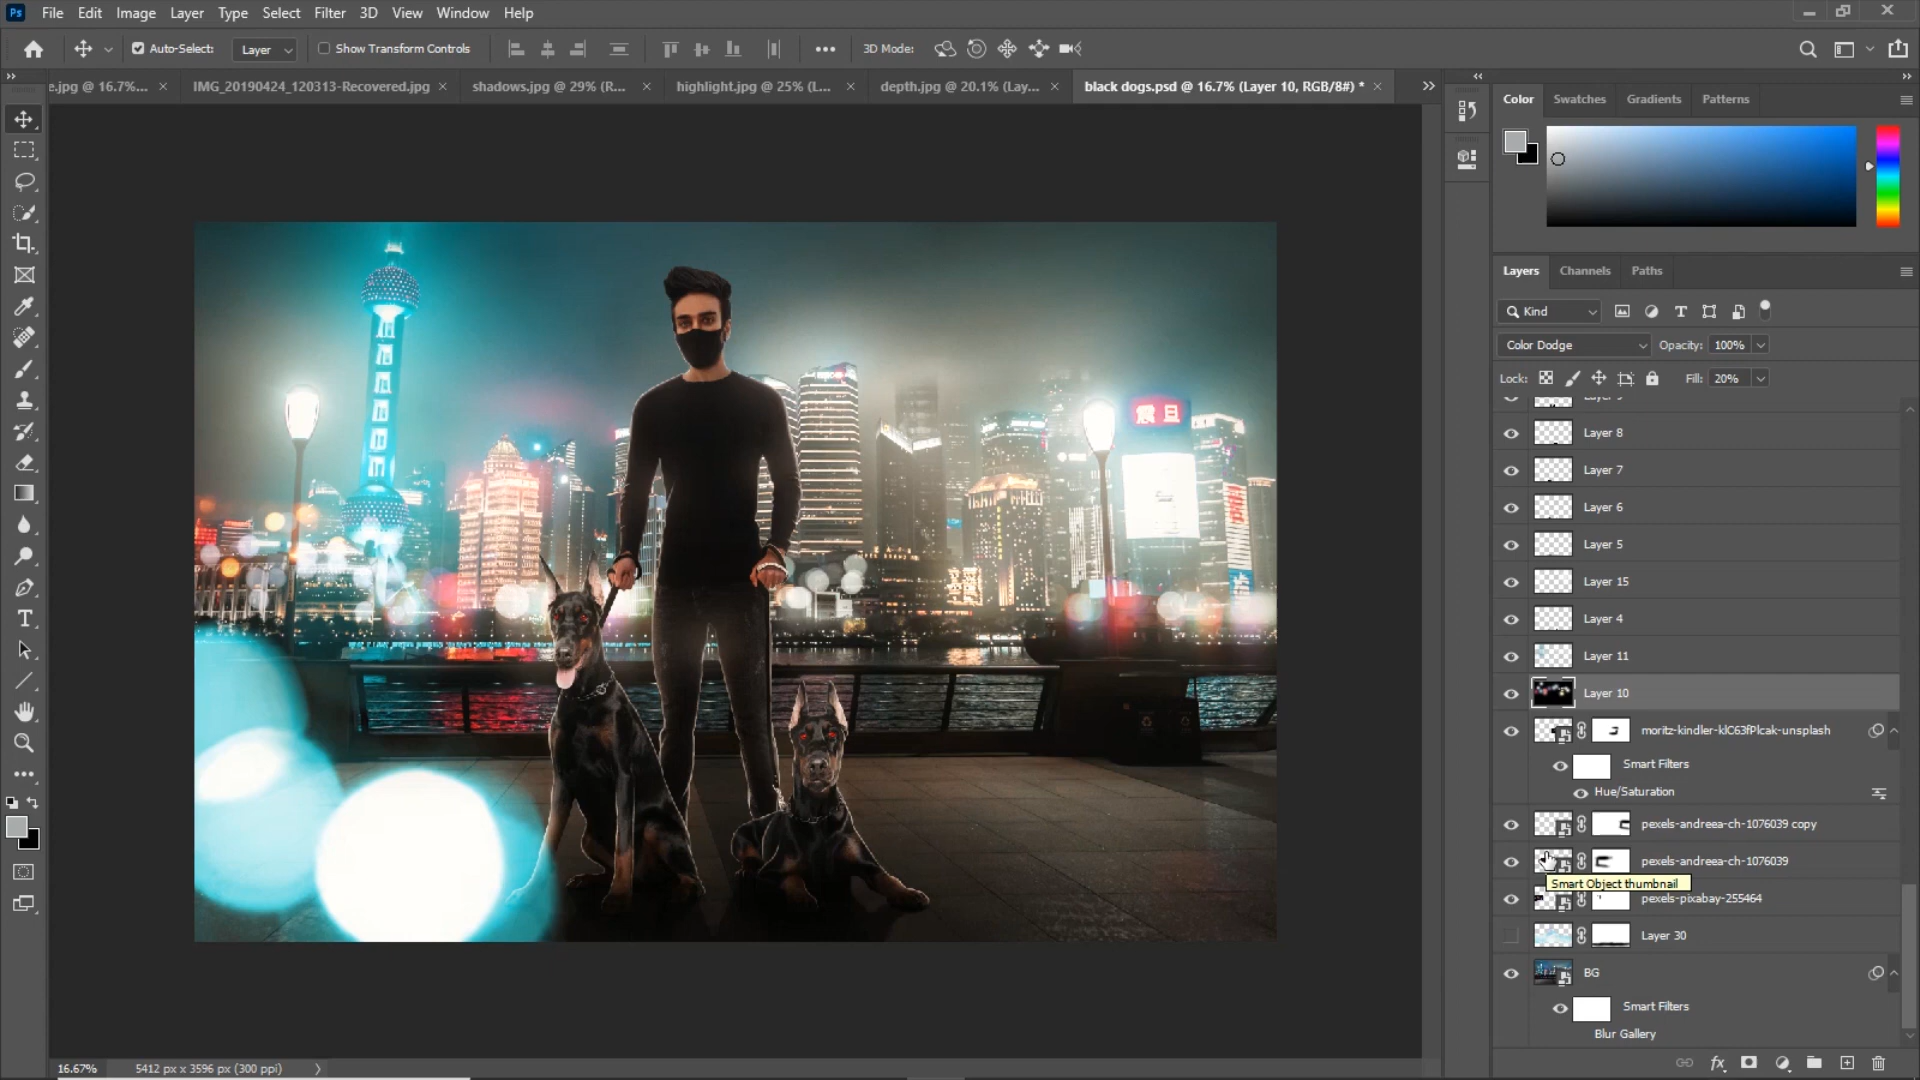 Ps File Edit Image Layer Type Select Filter 3D View Window Help
Auto-Select: Layer Show Transform Controls 3D Mode:
e.jpg @ 16.7%... IMG_20190424_120313-Recovered.jpg shadows.jpg @ 29% (R... highlight.jpg @ 25% (L... depth.jpg @ 20.1% (Lay... black dogs.psd @ 16.7% (Layer 10, RGB/8#) *
Color Swatches Gradients Patterns
Layers Channels Paths
Kind
Color Dodge Opacity: 100%
Lock: Fill: 20%
Layer 8
Layer 7
Layer 6
Layer 5
Layer 15
Layer 4
Layer 11
Layer 10
moritz-kindler-klC63fPlcak-unsplash
Smart Filters
Hue/Saturation
pexels-andreea-ch-1076039 copy
pexels-andreea-ch-1076039
Smart Object thumbnail
pexels-pixabay-255464
Layer 30
BG
Smart Filters
Blur Gallery
震旦
16.67% 5412 px x 3596 px (300 ppi)